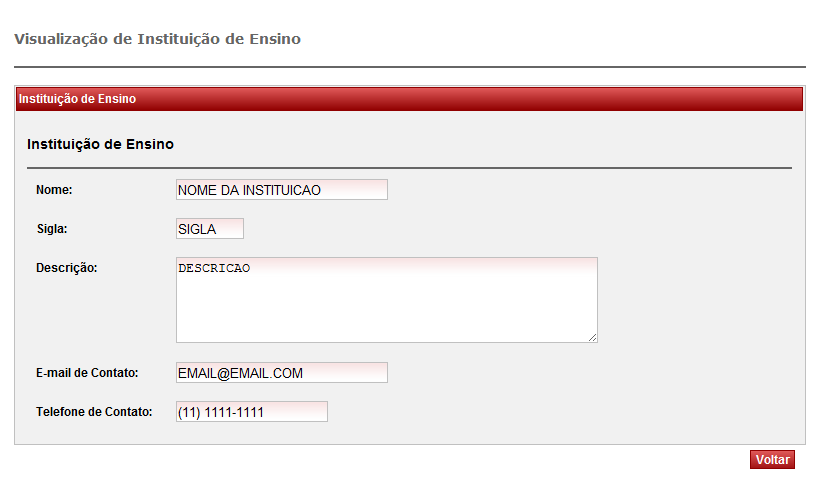 Visualização de Instituição de Ensino
Instituição de Ensino
Instituição de Ensino
Nome: NOME DA INSTITUICAO
Sigla: SIGLA
Descrição: DESCRICAO
E-mail de Contato: EMAIL@EMAIL.COM
Telefone de Contato: (11) 1111-1111
Voltar